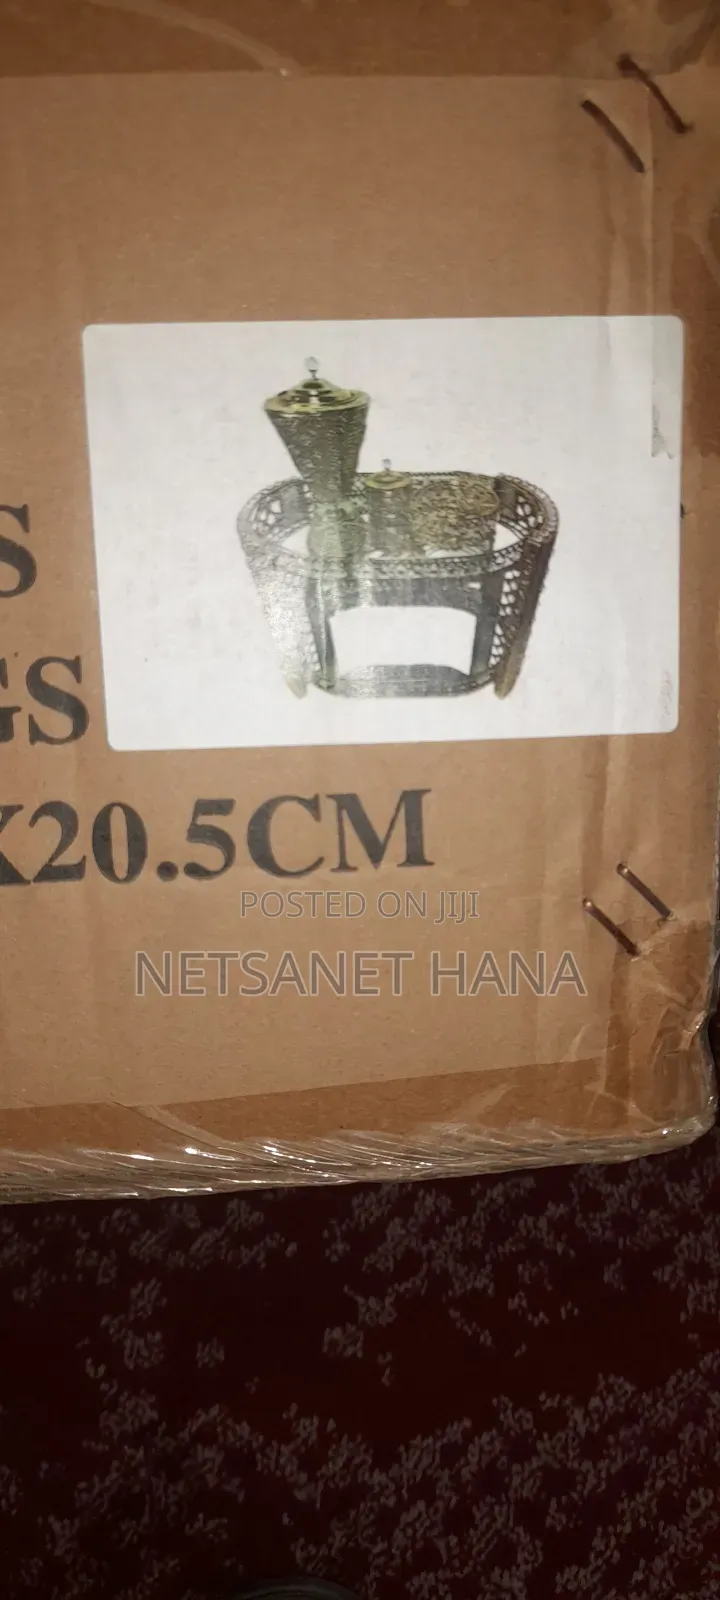 S
GS
X20.5CM
POSTED ON JIJI
NETSANET HANA